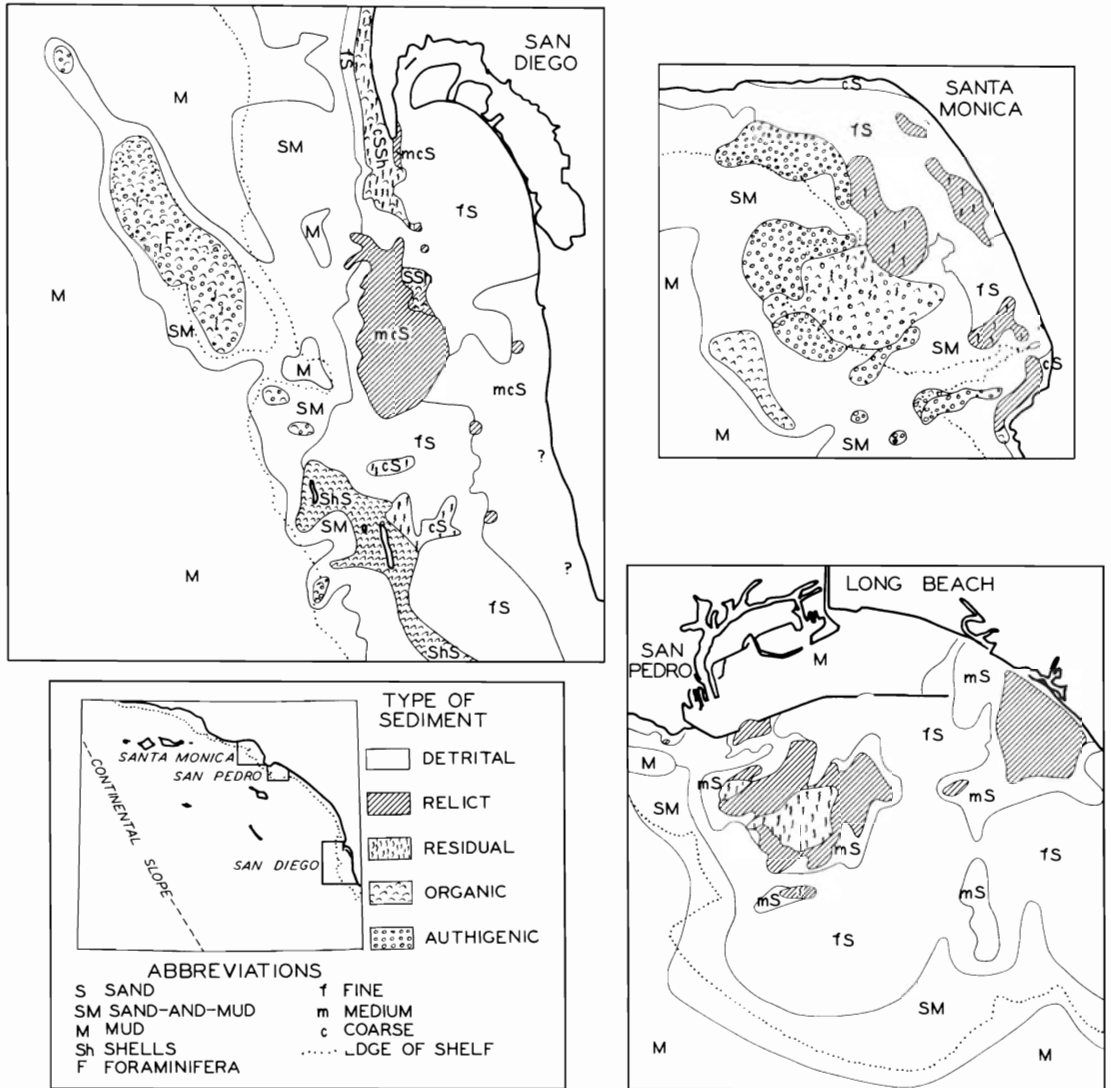 SAN
DIEGO
M
SM
fS
cSSh
mcS
fS
M
F
M
SM
SSh
mcS
M
SM
mcS
fS
cS
?
ShS
SM
cS
M
?
fS
ShS
SANTA
MONICA
cS
fS
SM
M
fS
SM
cS
M
SM
LONG BEACH
SAN
PEDRO
M
mS
fS
M
mS
mS
SM
mS
fS
mS
mS
fS
SM
M
M
TYPE OF
SEDIMENT
DETRITAL
RELICT
RESIDUAL
ORGANIC
AUTHIGENIC
SANTA MONICA
SAN PEDRO
SAN DIEGO
CONTINENTAL SLOPE
ABBREVIATIONS
S SAND
SM SAND-AND-MUD
M MUD
Sh SHELLS
F FORAMINIFERA
f FINE
m MEDIUM
c COARSE
EDGE OF SHELF